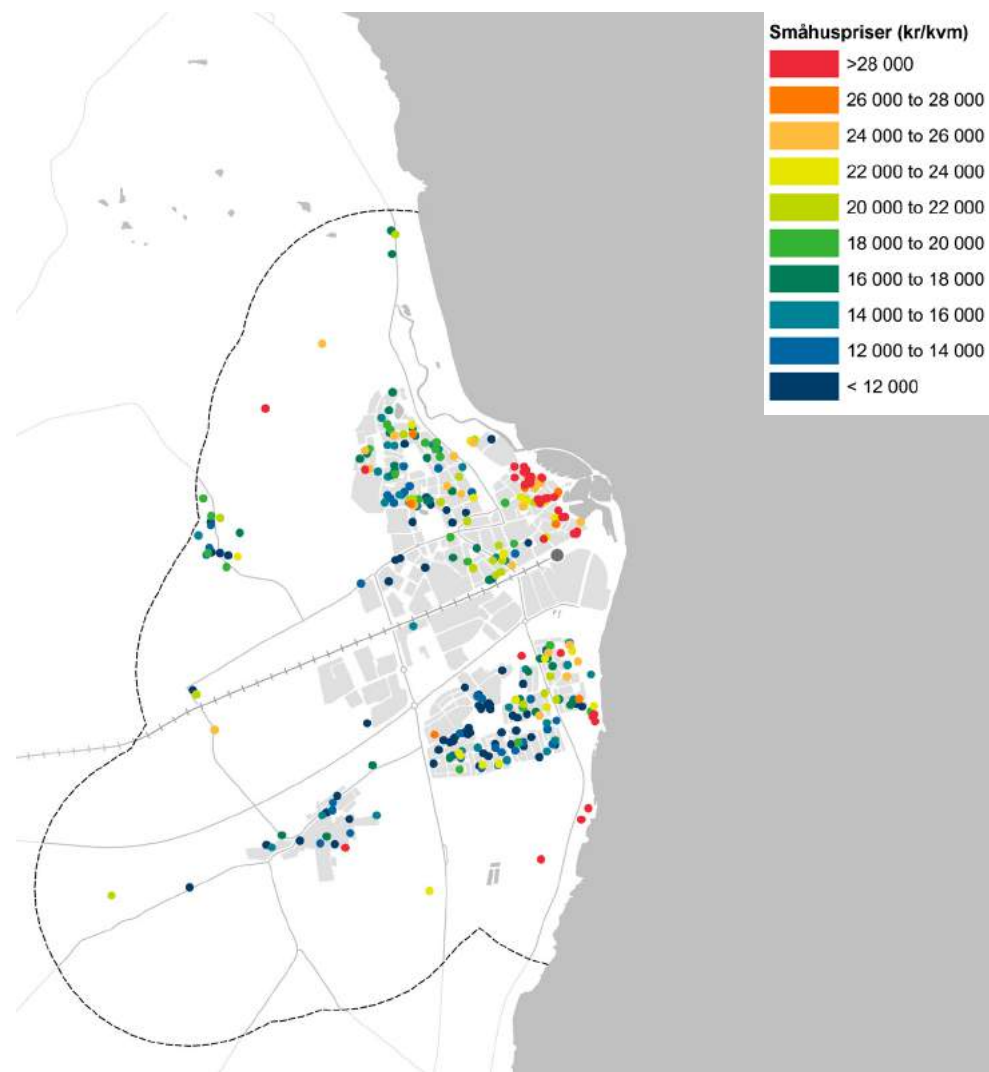 Småhuspriser (kr/kvm)
>28 000
26 000 to 28 000
24 000 to 26 000
22 000 to 24 000
20 000 to 22 000
18 000 to 20 000
16 000 to 18 000
14 000 to 16 000
12 000 to 14 000
< 12 000